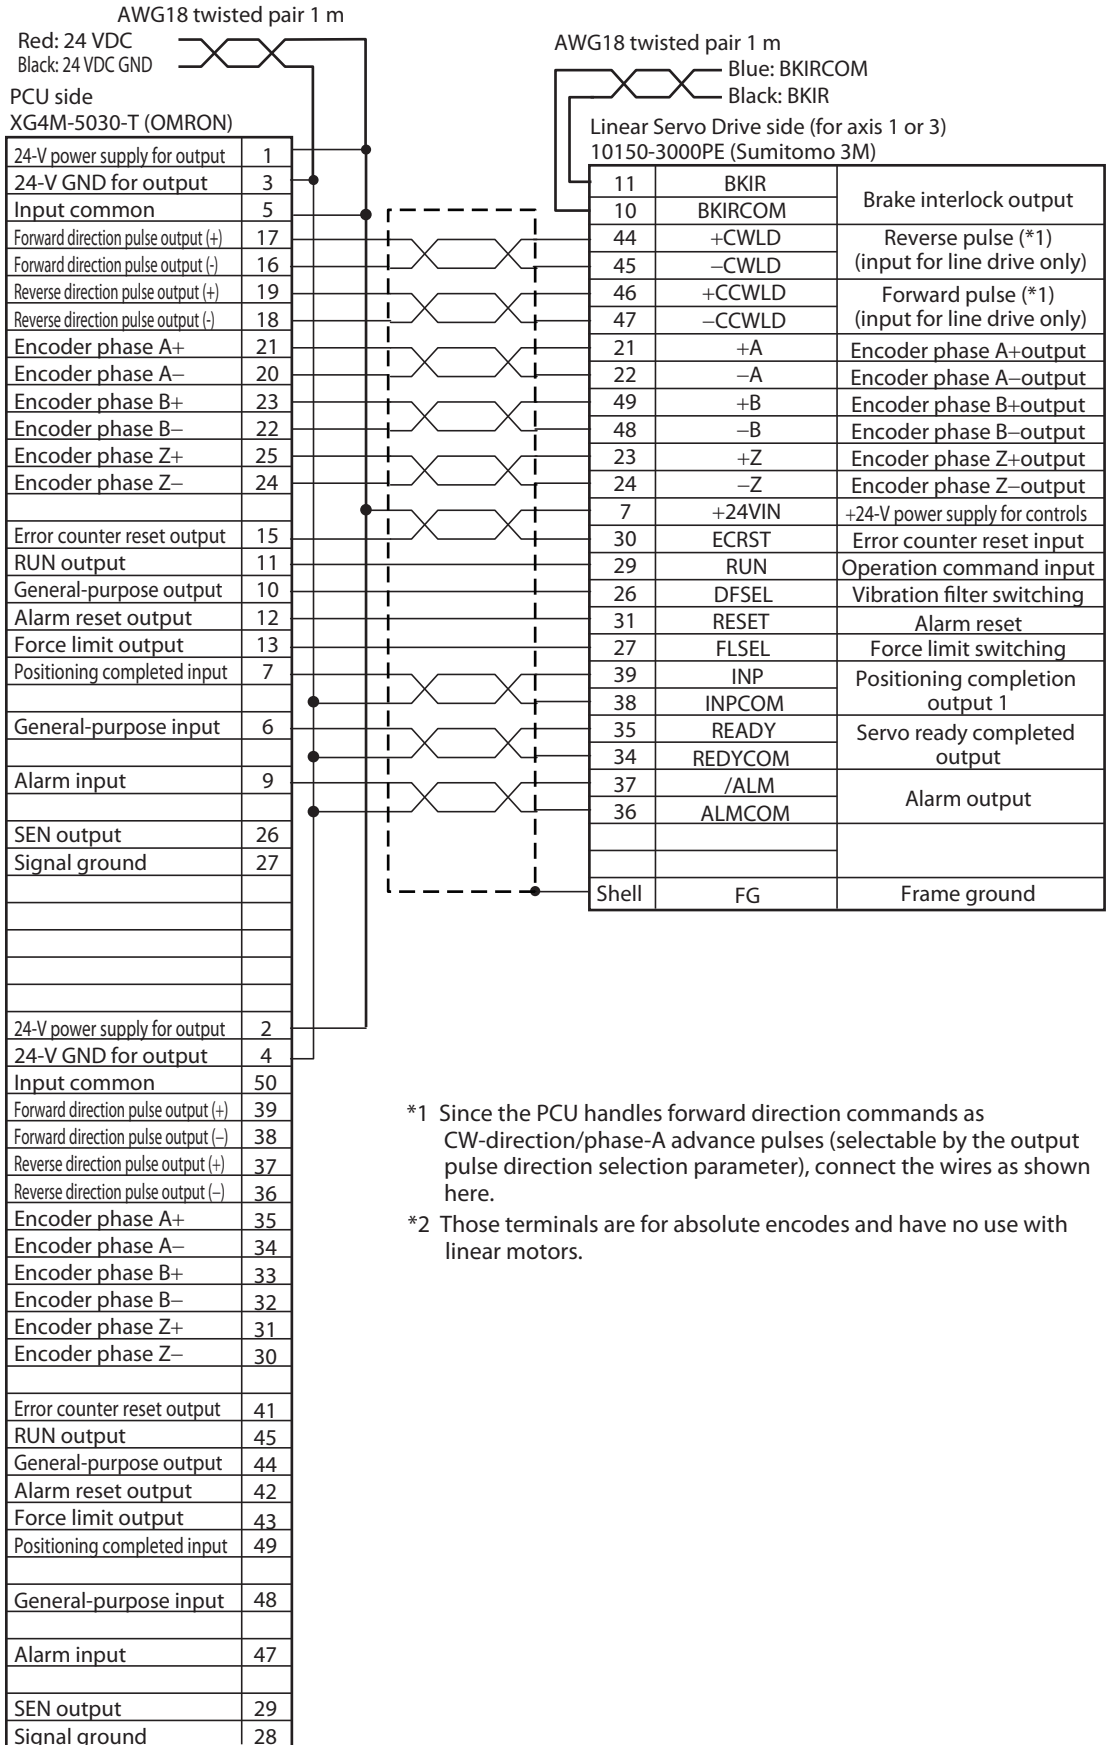 AWG18 twisted pair 1 m
Red: 24 VDC
Black: 24 VDC GND
PCU side
XG4M-5030-T (OMRON)
24-V power supply for output 1
24-V GND for output 3
Input common 5
Forward direction pulse output (+) 17
Forward direction pulse output (-) 16
Reverse direction pulse output (+) 19
Reverse direction pulse output (-) 18
Encoder phase A+ 21
Encoder phase A− 20
Encoder phase B+ 23
Encoder phase B− 22
Encoder phase Z+ 25
Encoder phase Z− 24
Error counter reset output 15
RUN output 11
General-purpose output 10
Alarm reset output 12
Force limit output 13
Positioning completed input 7
General-purpose input 6
Alarm input 9
SEN output 26
Signal ground 27
24-V power supply for output 2
24-V GND for output 4
Input common 50
Forward direction pulse output (+) 39
Forward direction pulse output (−) 38
Reverse direction pulse output (+) 37
Reverse direction pulse output (−) 36
Encoder phase A+ 35
Encoder phase A− 34
Encoder phase B+ 33
Encoder phase B− 32
Encoder phase Z+ 31
Encoder phase Z− 30
Error counter reset output 41
RUN output 45
General-purpose output 44
Alarm reset output 42
Force limit output 43
Positioning completed input 49
General-purpose input 48
Alarm input 47
SEN output 29
Signal ground 28
AWG18 twisted pair 1 m
Blue: BKIRCOM
Black: BKIR
Linear Servo Drive side (for axis 1 or 3)
10150-3000PE (Sumitomo 3M)
11 BKIR
Brake interlock output
10 BKIRCOM
44 +CWLD Reverse pulse (*1)
45 −CWLD (input for line drive only)
46 +CCWLD Forward pulse (*1)
47 −CCWLD (input for line drive only)
21 +A Encoder phase A+output
22 −A Encoder phase A−output
49 +B Encoder phase B+output
48 −B Encoder phase B−output
23 +Z Encoder phase Z+output
24 −Z Encoder phase Z−output
7 +24VIN +24-V power supply for controls
30 ECRST Error counter reset input
29 RUN Operation command input
26 DFSEL Vibration filter switching
31 RESET Alarm reset
27 FLSEL Force limit switching
39 INP Positioning completion
38 INPCOM output 1
35 READY Servo ready completed
34 REDYCOM output
37 /ALM
Alarm output
36 ALMCOM
Shell FG Frame ground
*1 Since the PCU handles forward direction commands as
CW-direction/phase-A advance pulses (selectable by the output
pulse direction selection parameter), connect the wires as shown
here.
*2 Those terminals are for absolute encodes and have no use with
linear motors.